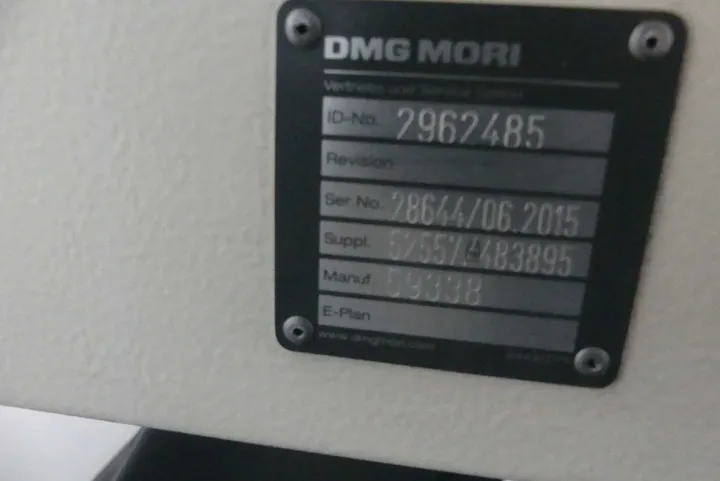 DMG MORI
Vertriebs und Service GmbH
ID-No. 2962485
Revision
Ser No. 28644/06.2015
Suppl. 483895
Manuf
E-Plan
www.dmgmori.com